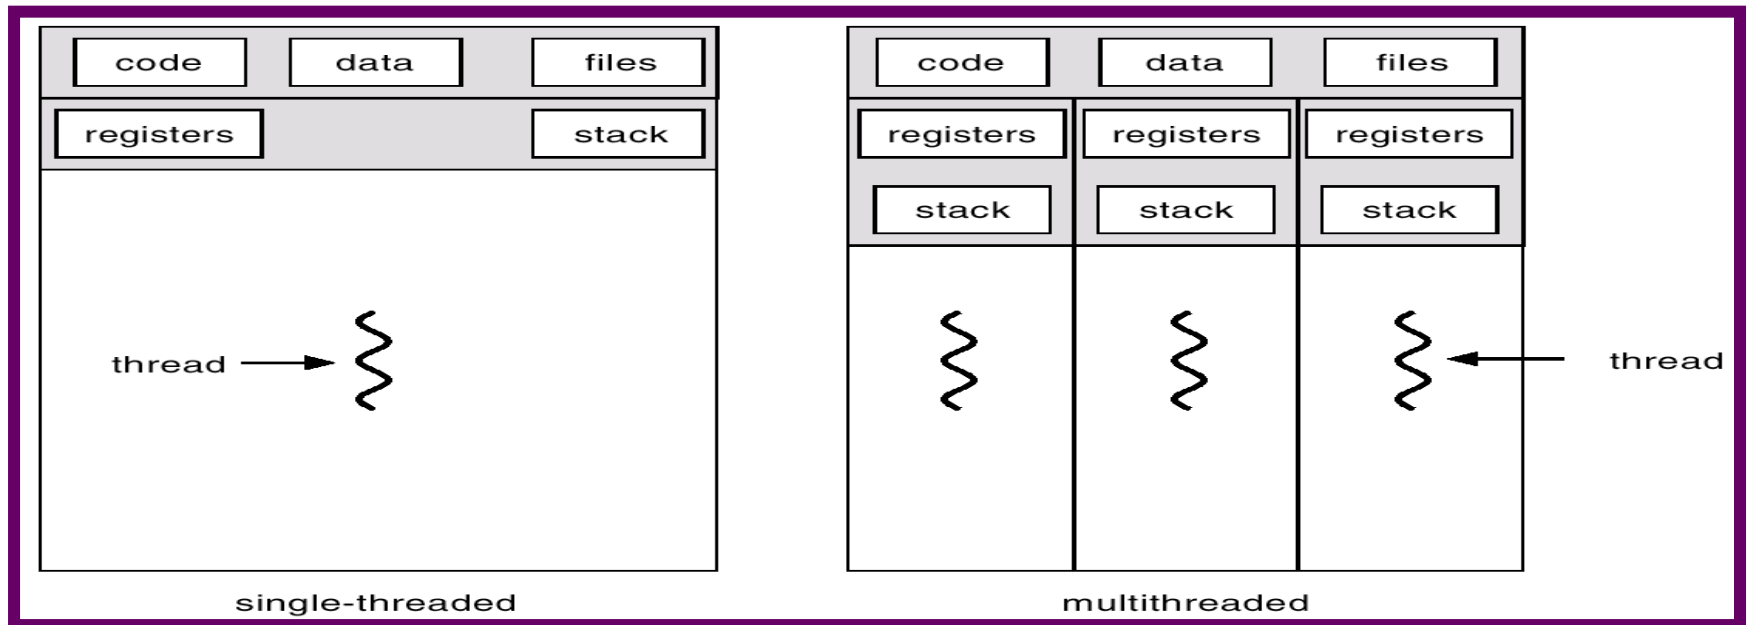 code data files
registers stack
thread
single-threaded
code data files
registers registers registers
stack stack stack
thread
multithreaded